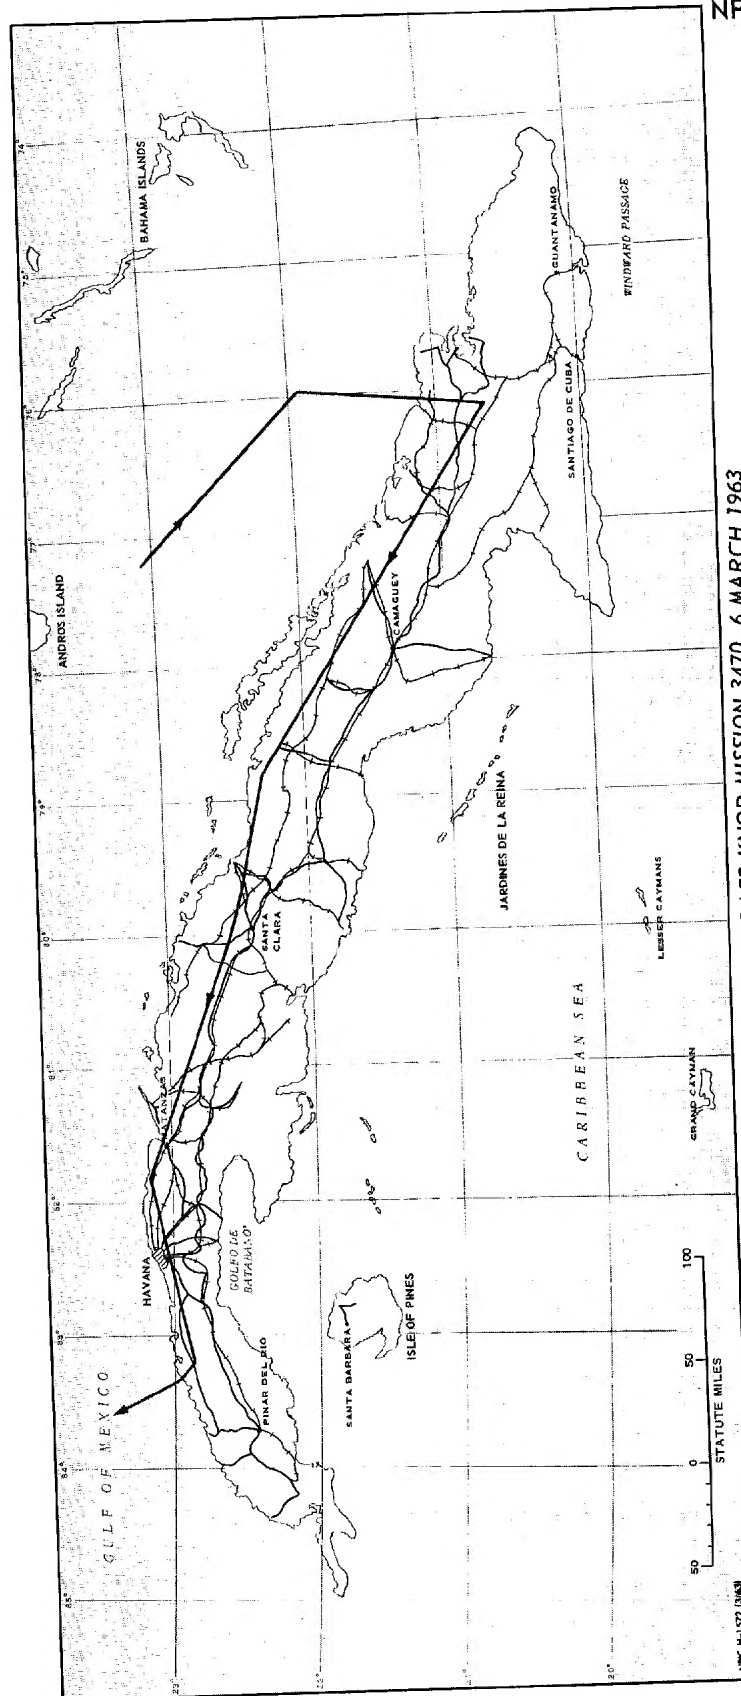 NP
74°
75°
76°
77°
78°
79°
80°
81°
82°
83°
84°
85°
BAHAMA ISLANDS
ANDROS ISLAND
GUANTANAMO
WINDWARD PASSAGE
SANTIAGO DE CUBA
CAMAGUEY
JARDINES DE LA REINA
SANTA
CLARA
LESSER CAYMANS
CARIBBEAN SEA
GRAND CAYMAN
ATANZAS
HAVANA
GOLFO DE
BATABANO
GULF OF MEXICO
PINAR DEL RIO
SANTA BARBARA
ISLE OF PINES
23°
22°
21°
20°
50 0 50 100
STATUTE MILES
MISSION 3470, 6 MARCH 1963